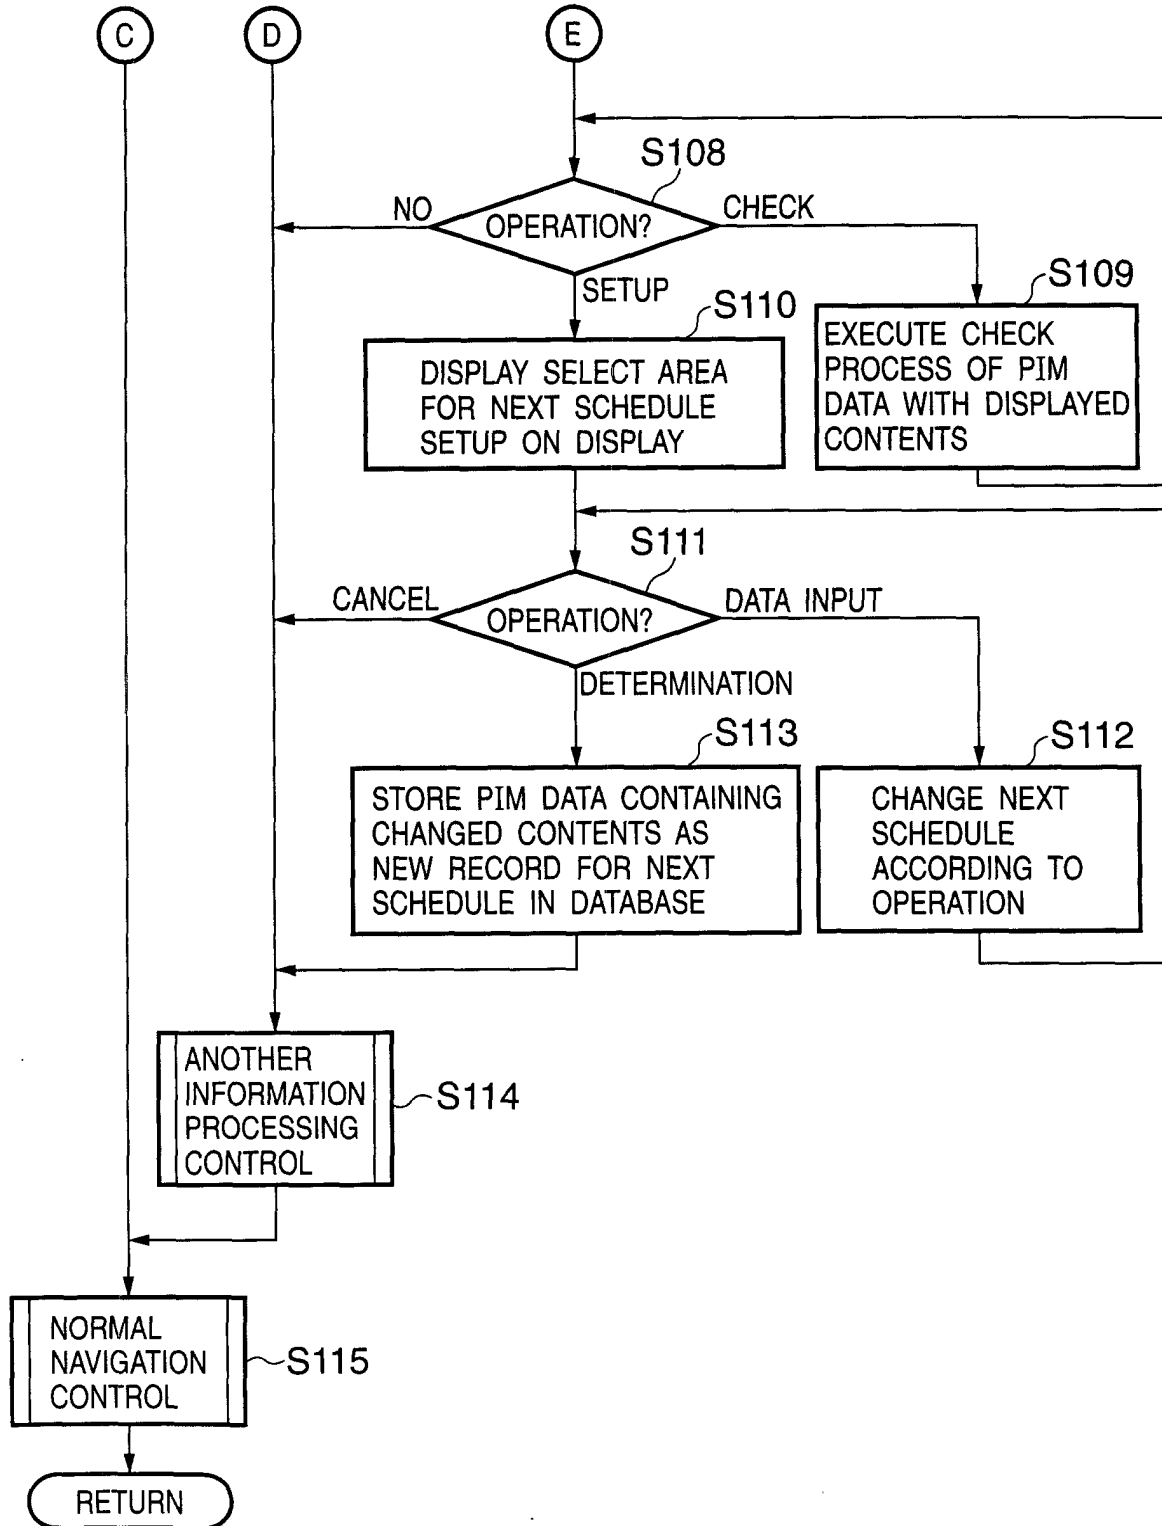 C
D
E
S108
NO
OPERATION?
CHECK
SETUP
S109
EXECUTE CHECK
PROCESS OF PIM
DATA WITH DISPLAYED
CONTENTS
S110
DISPLAY SELECT AREA
FOR NEXT SCHEDULE
SETUP ON DISPLAY
S111
CANCEL
OPERATION?
DATA INPUT
DETERMINATION
S113
STORE PIM DATA CONTAINING
CHANGED CONTENTS AS
NEW RECORD FOR NEXT
SCHEDULE IN DATABASE
S112
CHANGE NEXT
SCHEDULE
ACCORDING TO
OPERATION
ANOTHER
INFORMATION
PROCESSING
CONTROL
S114
NORMAL
NAVIGATION
CONTROL
S115
RETURN